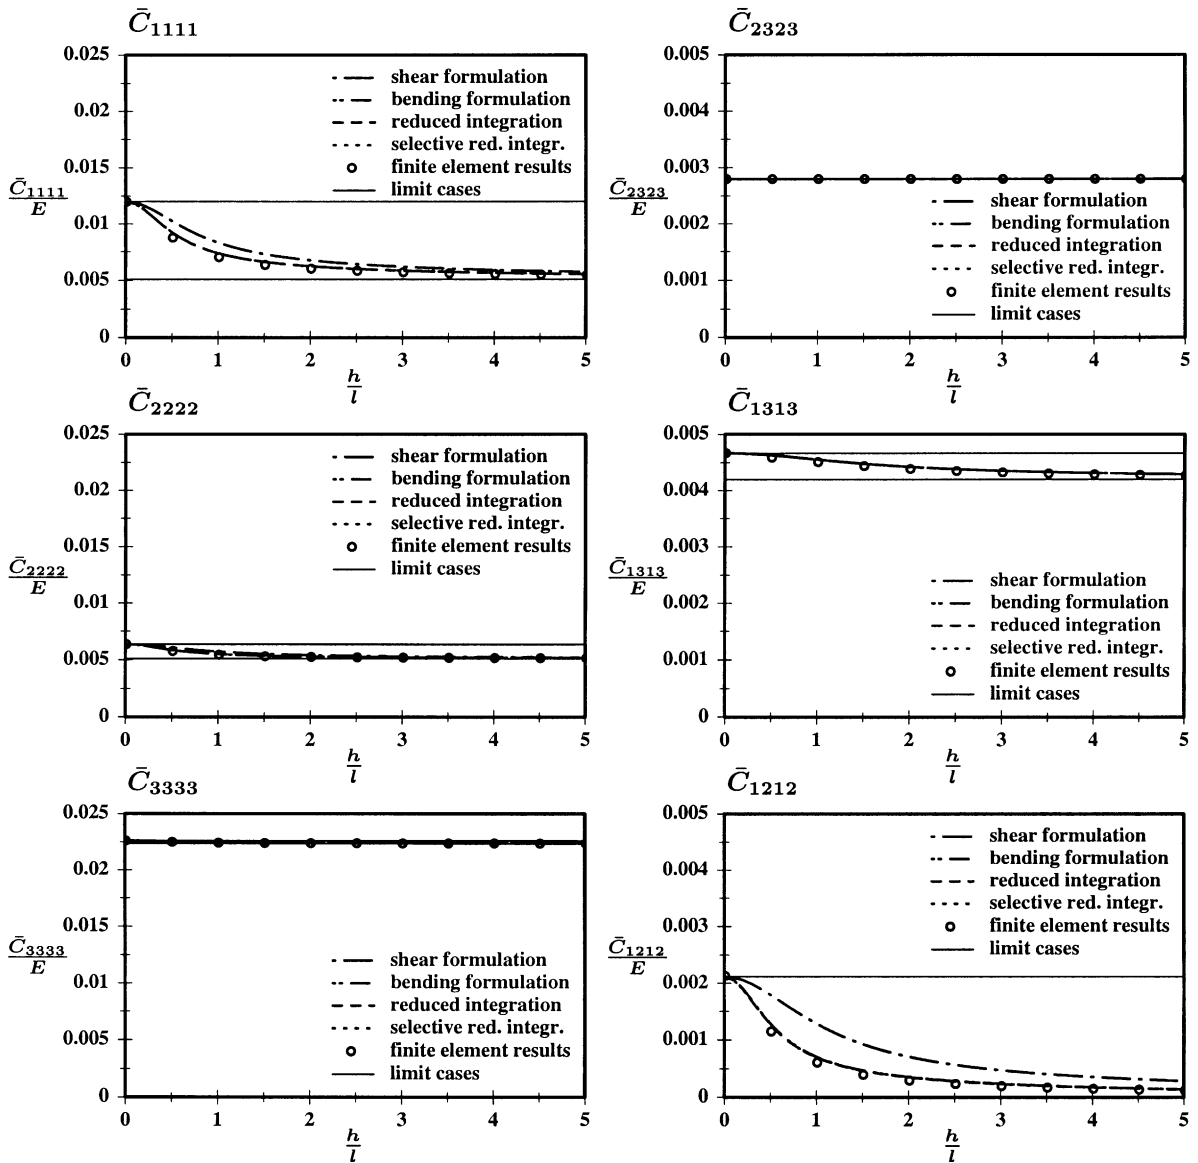 C̄1111
0.025
0.02
0.015
C̄1111
E
0.01
0.005
0
0 1 2 3 4 5
h
l
shear formulation
bending formulation
reduced integration
selective red. integr.
finite element results
limit cases
C̄2323
0.005
0.004
0.003
C̄2323
E
0.002
0.001
0
0 1 2 3 4 5
h
l
shear formulation
bending formulation
reduced integration
selective red. integr.
finite element results
limit cases
C̄2222
0.025
0.02
0.015
C̄2222
E
0.01
0.005
0
0 1 2 3 4 5
h
l
shear formulation
bending formulation
reduced integration
selective red. integr.
finite element results
limit cases
C̄1313
0.005
0.004
0.003
C̄1313
E
0.002
0.001
0
0 1 2 3 4 5
h
l
shear formulation
bending formulation
reduced integration
selective red. integr.
finite element results
limit cases
C̄3333
0.025
0.02
0.015
C̄3333
E
0.01
0.005
0
0 1 2 3 4 5
h
l
shear formulation
bending formulation
reduced integration
selective red. integr.
finite element results
limit cases
C̄1212
0.005
0.004
0.003
C̄1212
E
0.002
0.001
0
0 1 2 3 4 5
h
l
shear formulation
bending formulation
reduced integration
selective red. integr.
finite element results
limit cases